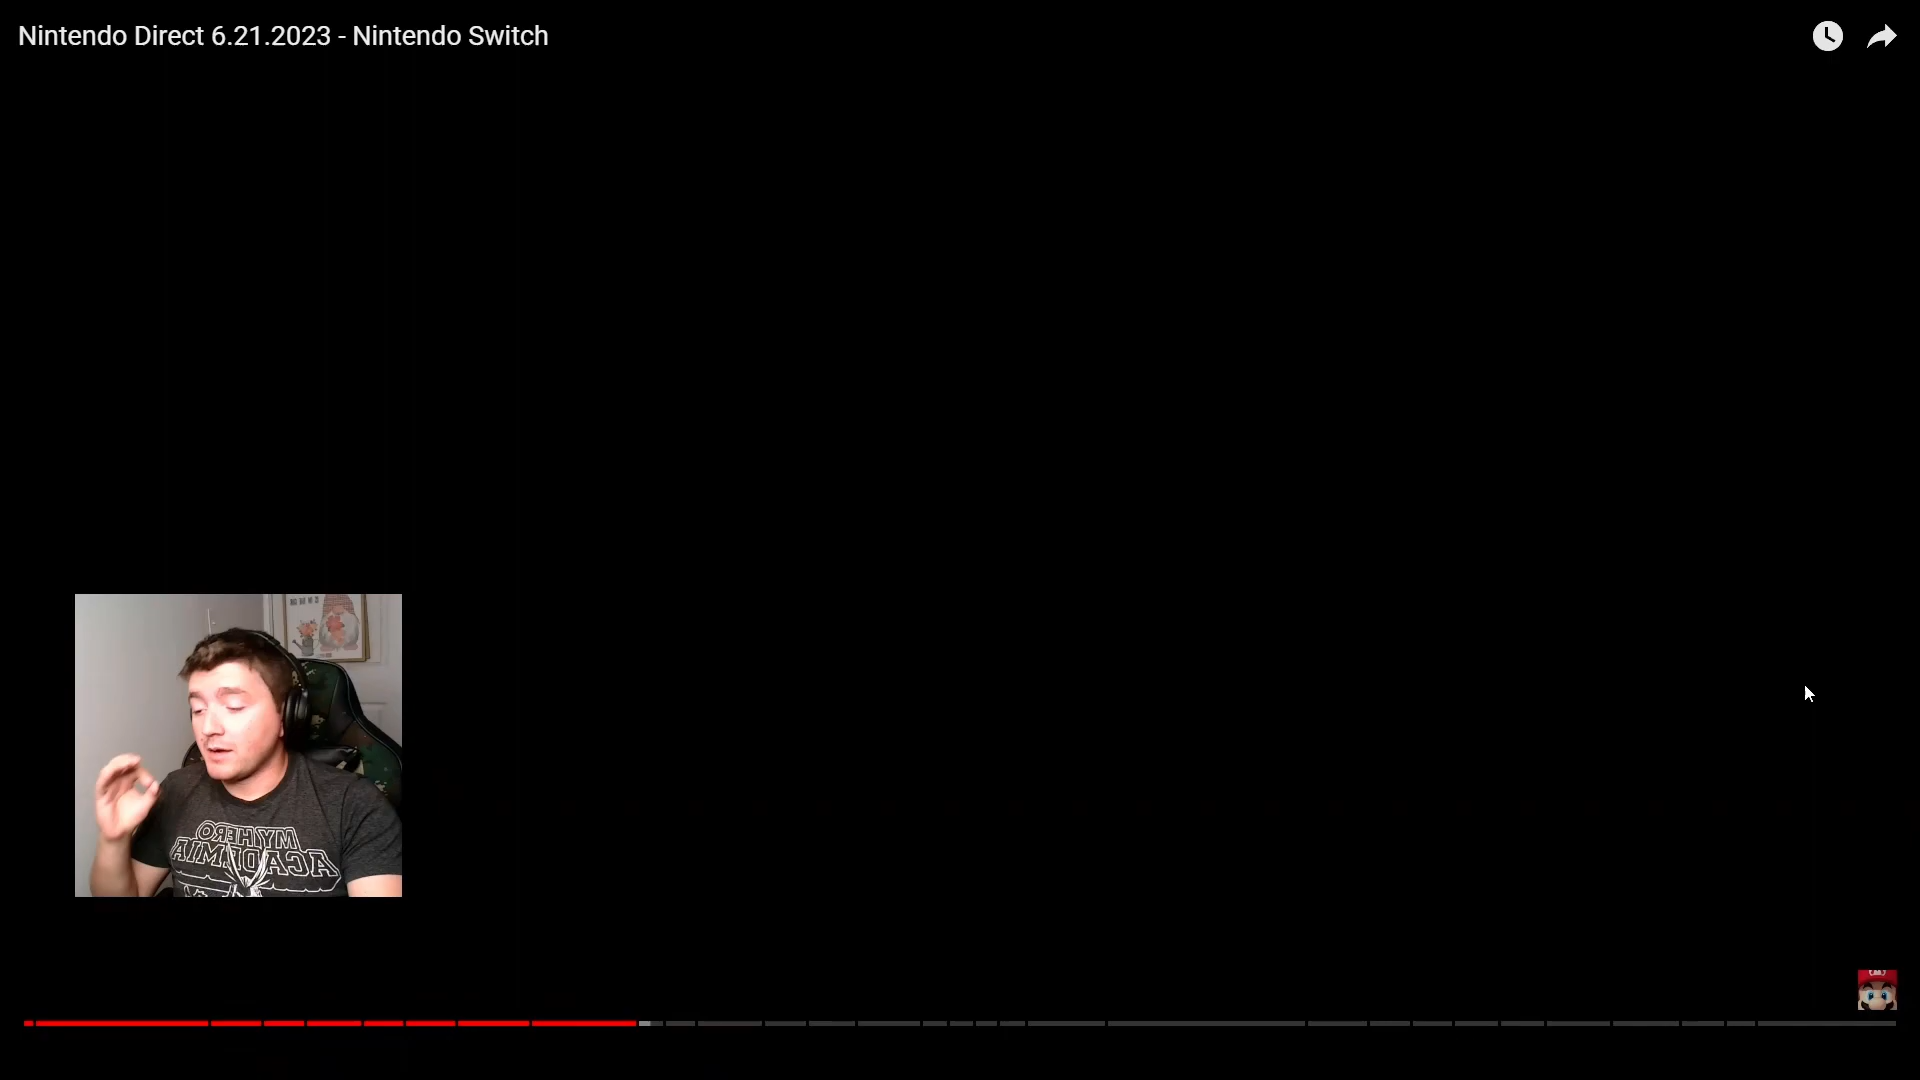 Nintendo Direct 6.21.2023 - Nintendo Switch
MY HERO
ACADEMIA